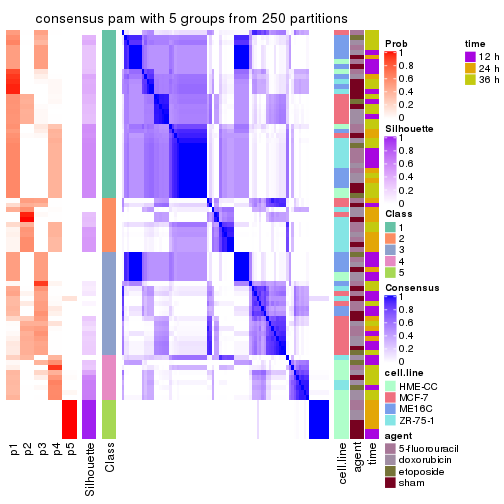 consensus pam with 5 groups from 250 partitions
Prob
1
0.8
0.6
0.4
0.2
0
time
12 h
24 h
36 h
Silhouette
1
0.8
0.6
0.4
0.2
0
Class
1
2
3
4
5
Consensus
1
0.8
0.6
0.4
0.2
0
cell.line
HME-CC
MCF-7
ME16C
ZR-75-1
agent
5-fluorouracil
doxorubicin
etoposide
sham
p1
p2
p3
p4
p5
Silhouette
Class
cell.line
agent
time